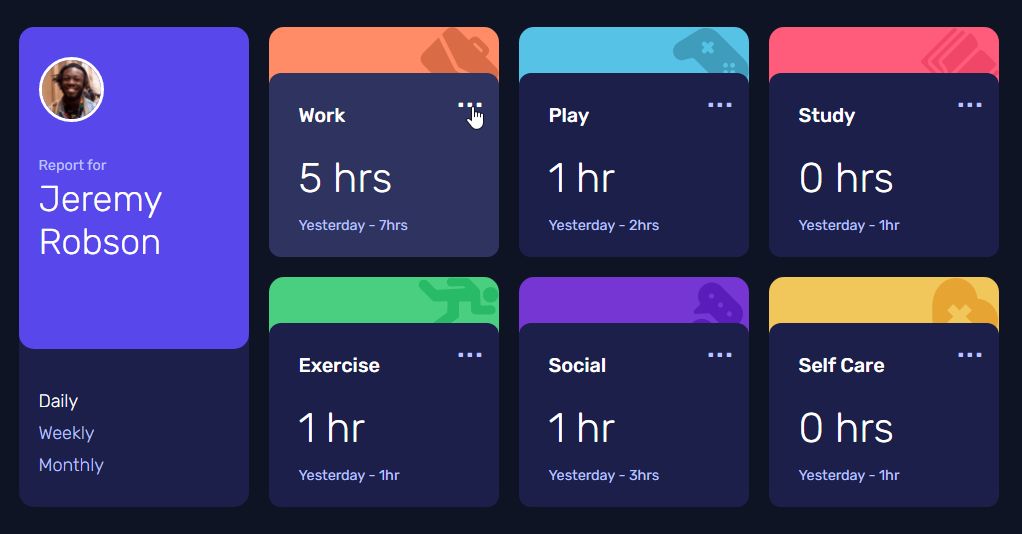 Report for
Jeremy
Robson
Daily
Weekly
Monthly
Work
5 hrs
Yesterday - 7hrs
Play
1 hr
Yesterday - 2hrs
Study
0 hrs
Yesterday - 1hr
Exercise
1 hr
Yesterday - 1hr
Social
1 hr
Yesterday - 3hrs
Self Care
0 hrs
Yesterday - 1hr